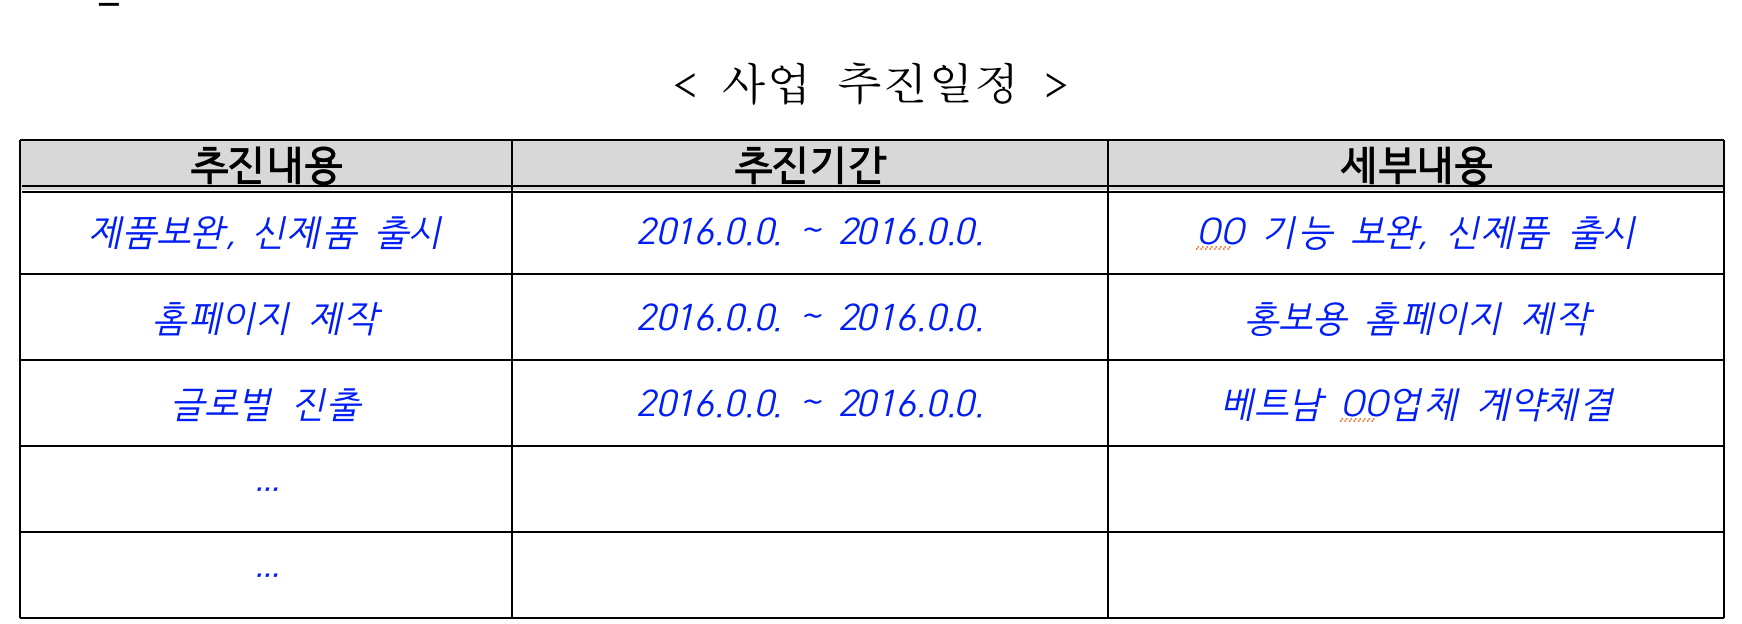 < 사업 추진일정 >
추진내용 추진기간 세부내용
제품보완, 신제품 출시 2016.0.0. ~ 2016.0.0. OO 기능 보완, 신제품 출시
홈페이지 제작 2016.0.0. ~ 2016.0.0. 홍보용 홈페이지 제작
글로벌 진출 2016.0.0. ~ 2016.0.0. 베트남 OO업체 계약체결
...
...